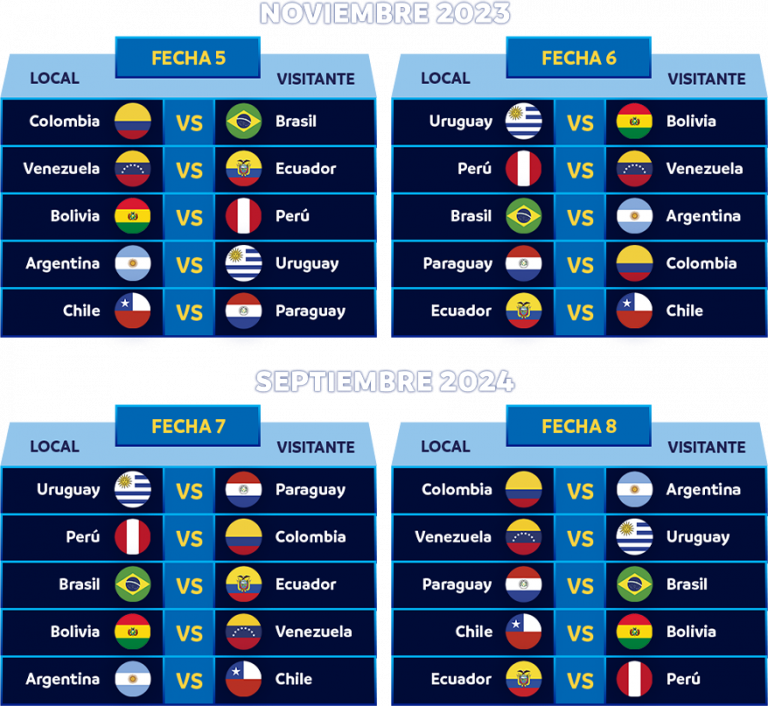 NOVIEMBRE 2023
FECHA 5
LOCAL VISITANTE
Colombia VS Brasil
Venezuela VS Ecuador
Bolivia VS Perú
Argentina VS Uruguay
Chile VS Paraguay
FECHA 6
LOCAL VISITANTE
Uruguay VS Bolivia
Perú VS Venezuela
Brasil VS Argentina
Paraguay VS Colombia
Ecuador VS Chile
SEPTIEMBRE 2024
FECHA 7
LOCAL VISITANTE
Uruguay VS Paraguay
Perú VS Colombia
Brasil VS Ecuador
Bolivia VS Venezuela
Argentina VS Chile
FECHA 8
LOCAL VISITANTE
Colombia VS Argentina
Venezuela VS Uruguay
Paraguay VS Brasil
Chile VS Bolivia
Ecuador VS Perú